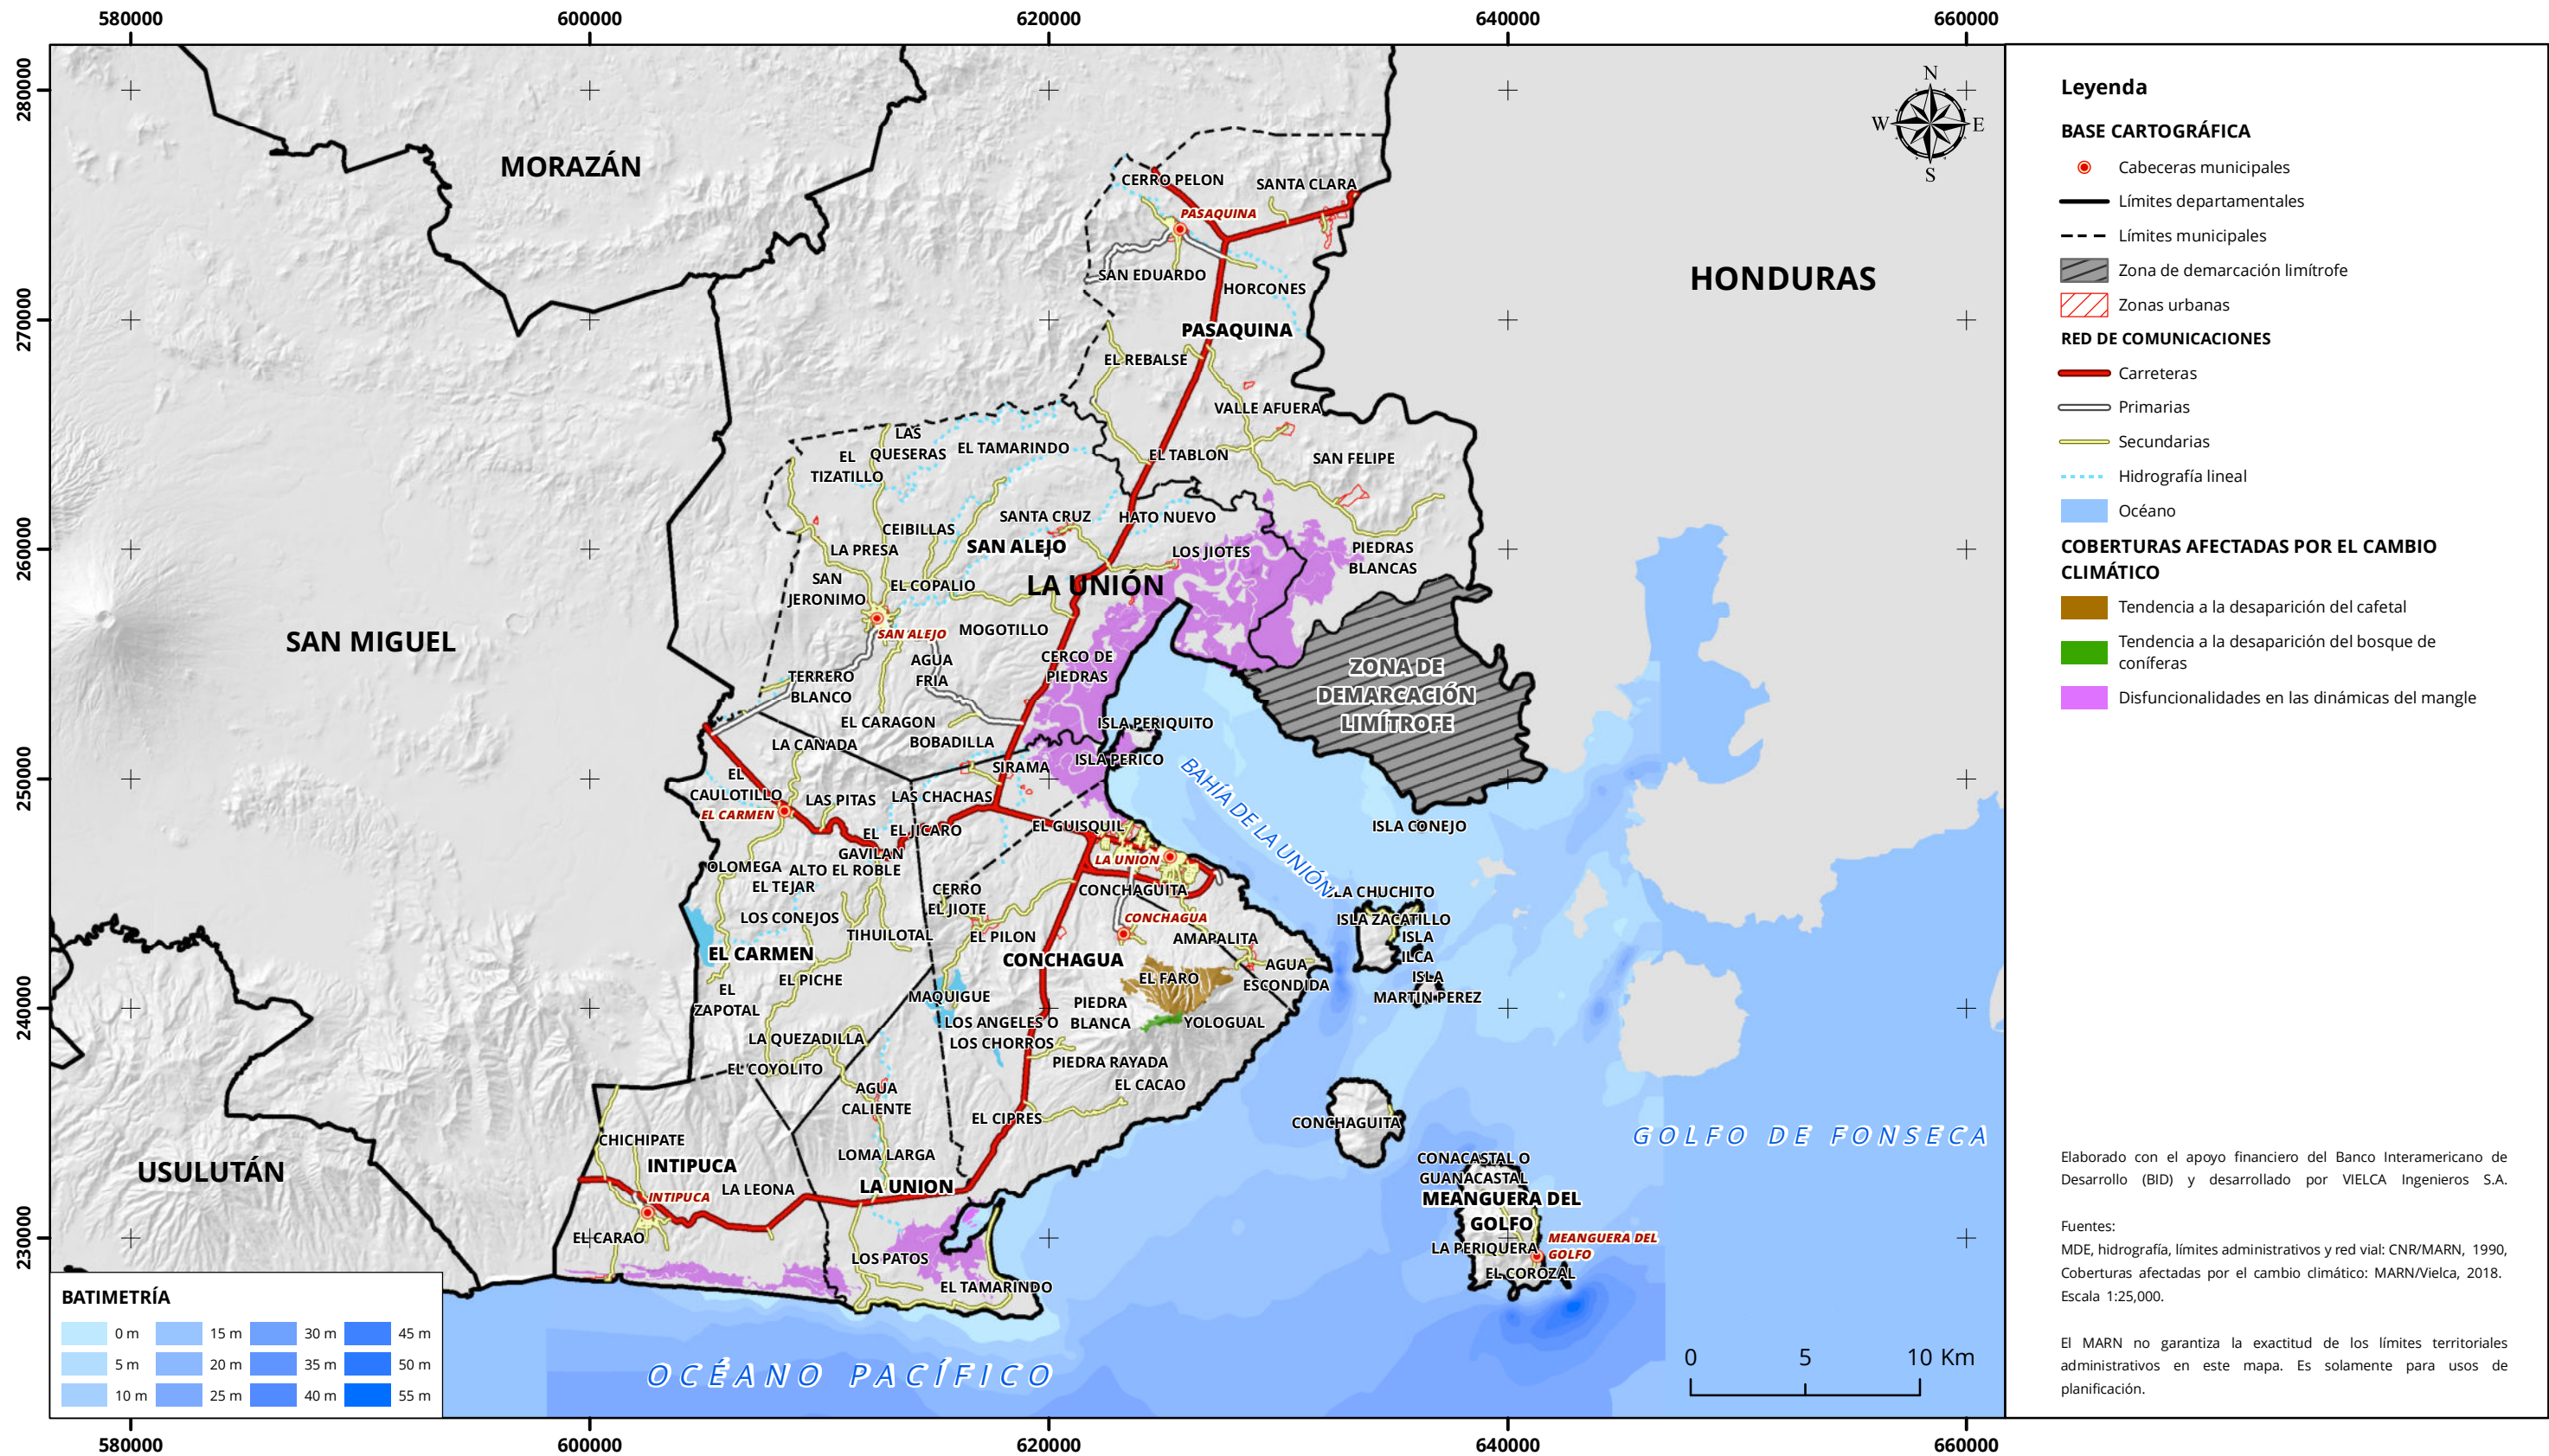 580000
600000
620000
640000
660000
280000
270000
260000
250000
240000
230000
580000
600000
620000
640000
660000
N
W
E
S
MORAZÁN
HONDURAS
SAN MIGUEL
USULUTÁN
LA UNIÓN
CERRO PELON
SANTA CLARA
PASAQUINA
SAN EDUARDO
HORCONES
PASAQUINA
EL REBALSE
VALLE AFUERA
LAS
QUESERAS
EL TAMARINDO
EL
TIZATILLO
EL TABLON
SAN FELIPE
SANTA CRUZ
HATO NUEVO
CEIBILLAS
LA PRESA
SAN ALEJO
LOS JIOTES
PIEDRAS
BLANCAS
SAN
JERONIMO
EL COPALIO
SAN ALEJO
MOGOTILLO
AGUA
FRIA
CERCO DE
PIEDRAS
TERRERO
BLANCO
ZONA DE
DEMARCACIÓN
LIMÍTROFE
EL CARAGON
ISLA PERIQUITO
LA CAÑADA
BOBADILLA
ISLA PERICO
SIRAMA
BAHÍA DE LA UNIÓN
EL
CAULOTILLO
LAS PITAS
LAS CHACHAS
EL CARMEN
EL
GAVILAN
EL JICARO
EL GUISQUIL
ISLA CONEJO
LA UNION
OLOMEGA
ALTO EL ROBLE
EL TEJAR
CERRO
EL JIOTE
CONCHAGUITA
ISLA CHUCHITO
LOS CONEJOS
CONCHAGUA
ISLA ZACATILLO
TIHUILOTAL
EL PILON
AMAPALITA
ISLA
ILCA
EL CARMEN
CONCHAGUA
AGUA
ESCONDIDA
EL PICHE
EL FARO
ISLA
MARTIN PEREZ
EL
ZAPOTAL
MAQUIGUE
PIEDRA
BLANCA
LOS ANGELES O
LOS CHORROS
YOLOGUAL
LA QUEZADILLA
PIEDRA RAYADA
EL COYOLITO
EL CACAO
AGUA
CALIENTE
EL CIPRES
CONCHAGUITA
CHICHIPATE
GOLFO DE FONSECA
LOMA LARGA
INTIPUCA
CONACASTAL O
GUANACASTAL
LA LEONA
LA UNION
INTIPUCA
MEANGUERA DEL
GOLFO
EL CARAO
MEANGUERA DEL
GOLFO
LA PERIQUERA
LOS PATOS
EL COROZAL
EL TAMARINDO
OCÉANO PACÍFICO
BATIMETRÍA
0 m
15 m
30 m
45 m
5 m
20 m
35 m
50 m
10 m
25 m
40 m
55 m
0
5
10 Km
Leyenda
BASE CARTOGRÁFICA
Cabeceras municipales
Límites departamentales
Límites municipales
Zona de demarcación limítrofe
Zonas urbanas
RED DE COMUNICACIONES
Carreteras
Primarias
Secundarias
Hidrografía lineal
Océano
COBERTURAS AFECTADAS POR EL CAMBIO
CLIMÁTICO
Tendencia a la desaparición del cafetal
Tendencia a la desaparición del bosque de
coníferas
Disfuncionalidades en las dinámicas del mangle
Elaborado con el apoyo financiero del Banco Interamericano de
Desarrollo (BID) y desarrollado por VIELCA Ingenieros S.A.
Fuentes:
MDE, hidrografía, límites administrativos y red vial: CNR/MARN, 1990,
Coberturas afectadas por el cambio climático: MARN/Vielca, 2018.
Escala 1:25,000.
El MARN no garantiza la exactitud de los límites territoriales
administrativos en este mapa. Es solamente para usos de
planificación.